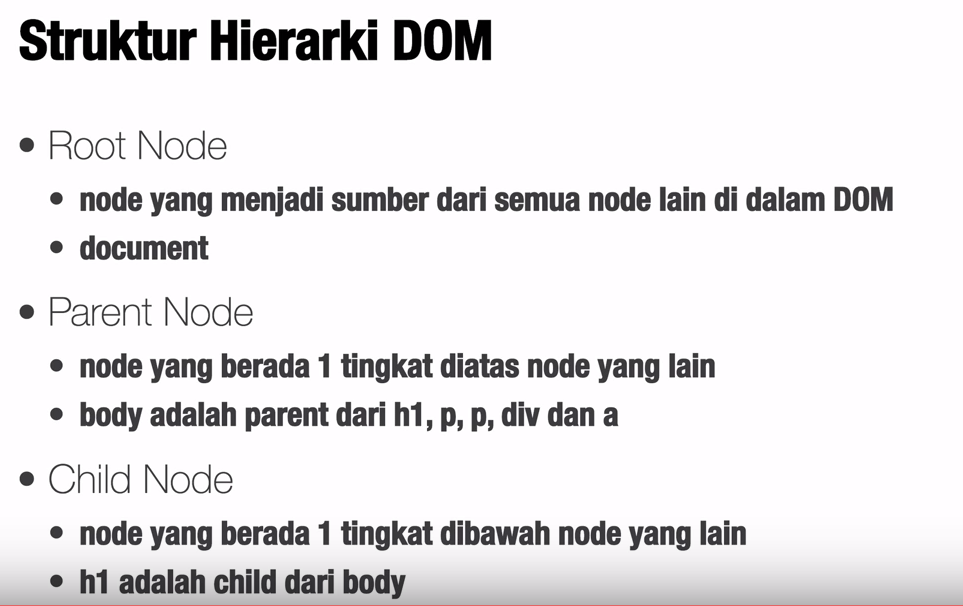 Struktur Hierarki DOM
• Root Node
• node yang menjadi sumber dari semua node lain di dalam DOM
• document
• Parent Node
• node yang berada 1 tingkat diatas node yang lain
• body adalah parent dari h1, p, p, div dan a
• Child Node
• node yang berada 1 tingkat dibawah node yang lain
• h1 adalah child dari body